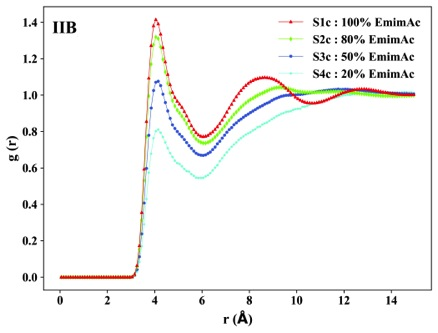 IIB
S1c : 100% EmimAc
S2c : 80% EmimAc
S3c : 50% EmimAc
S4c : 20% EmimAc
g (r)
1.4
1.2
1.0
0.8
0.6
0.4
0.2
0.0
0 2 4 6 8 10 12 14
r (Å)